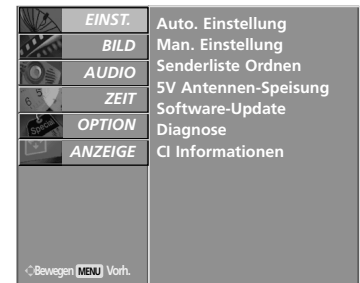 EINST.
BILD
AUDIO
ZEIT
OPTION
ANZEIGE
Auto. Einstellung
Man. Einstellung
Senderliste Ordnen
5V Antennen-Speisung
Software-Update
Diagnose
CI Informationen
Special
Bewegen MENU Vorh.